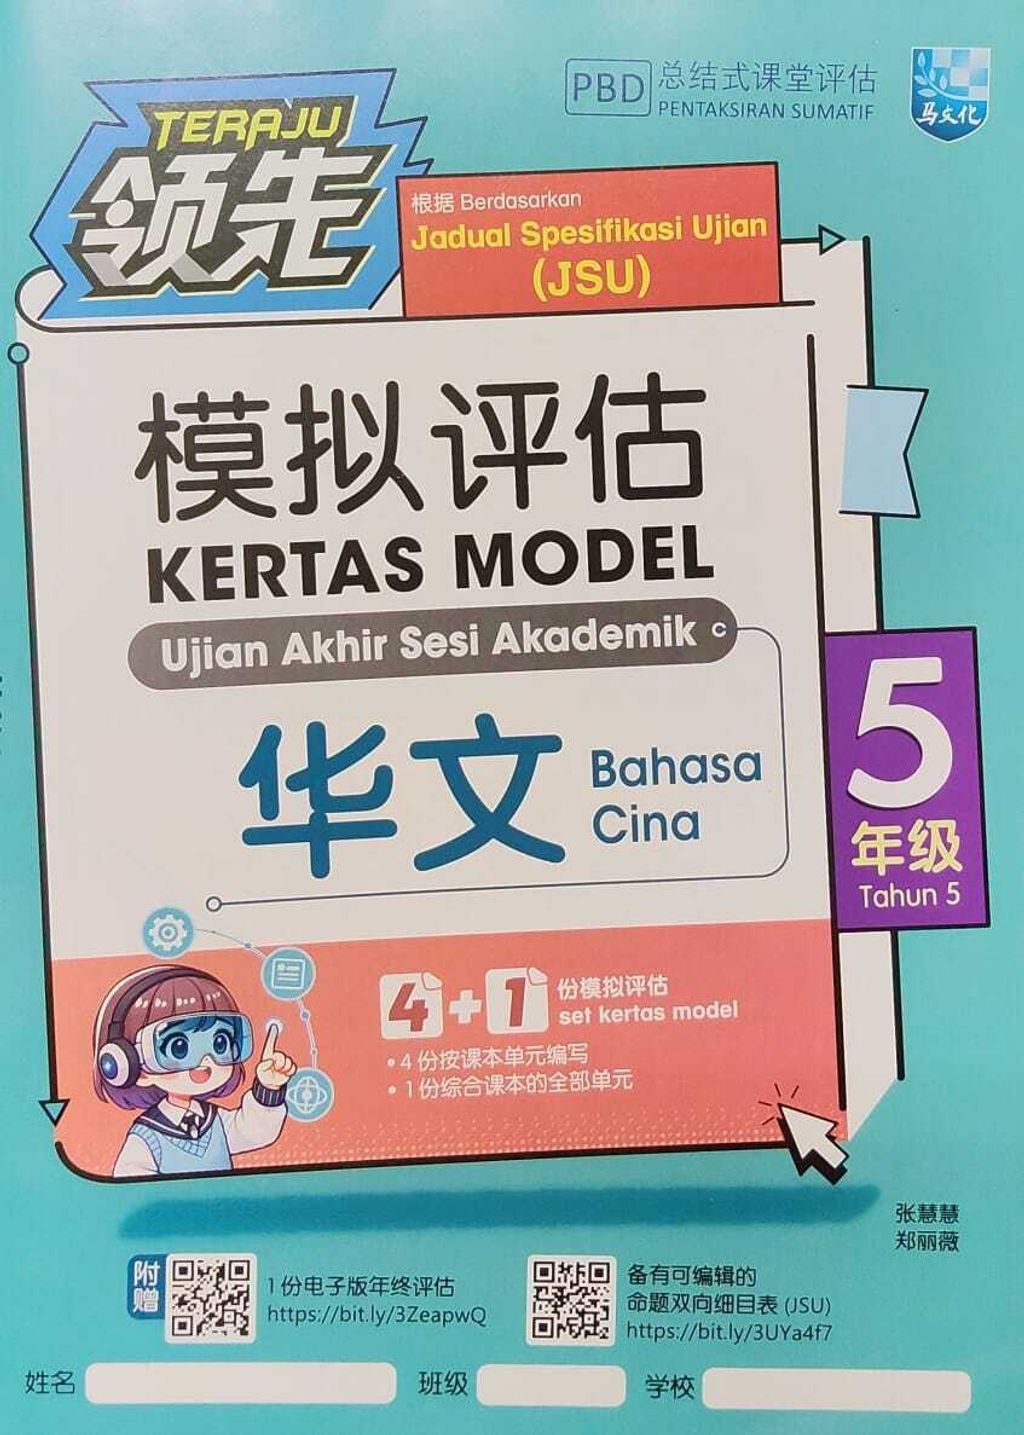 PBD 总结式课堂评估
PENTAKSIRAN SUMATIF
马文化
TERAJU
领先
根据 Berdasarkan
Jadual Spesifikasi Ujian
(JSU)
模拟评估
KERTAS MODEL
Ujian Akhir Sesi Akademik
华文
Bahasa
Cina
5
年级
Tahun 5
4+1 份模拟评估
set kertas model
• 4 份按课本单元编写
• 1 份综合课本的全部单元
张慧慧
郑丽薇
附赠
1 份电子版年终评估
https://bit.ly/3ZeapwQ
备有可编辑的
命题双向细目表 (JSU)
https://bit.ly/3UYa4f7
姓名 班级 学校